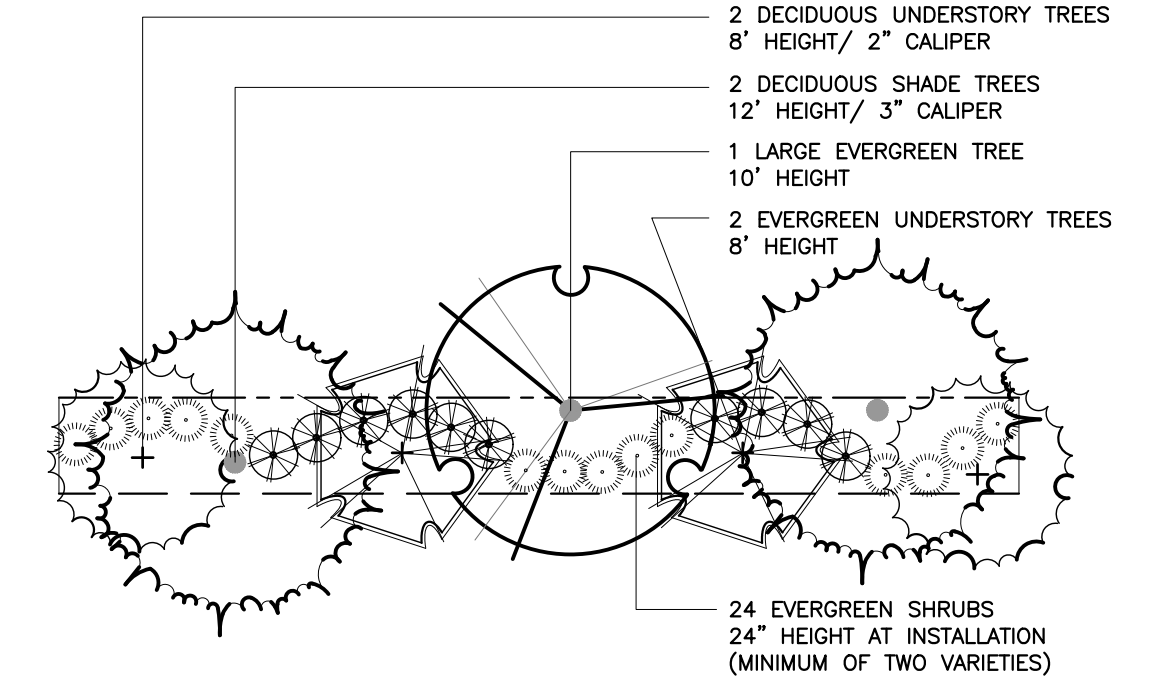 2 DECIDUOUS UNDERSTORY TREES
8' HEIGHT/ 2" CALIPER
2 DECIDUOUS SHADE TREES
12' HEIGHT/ 3" CALIPER
1 LARGE EVERGREEN TREE
10' HEIGHT
2 EVERGREEN UNDERSTORY TREES
8' HEIGHT
24 EVERGREEN SHRUBS
24" HEIGHT AT INSTALLATION
(MINIMUM OF TWO VARIETIES)